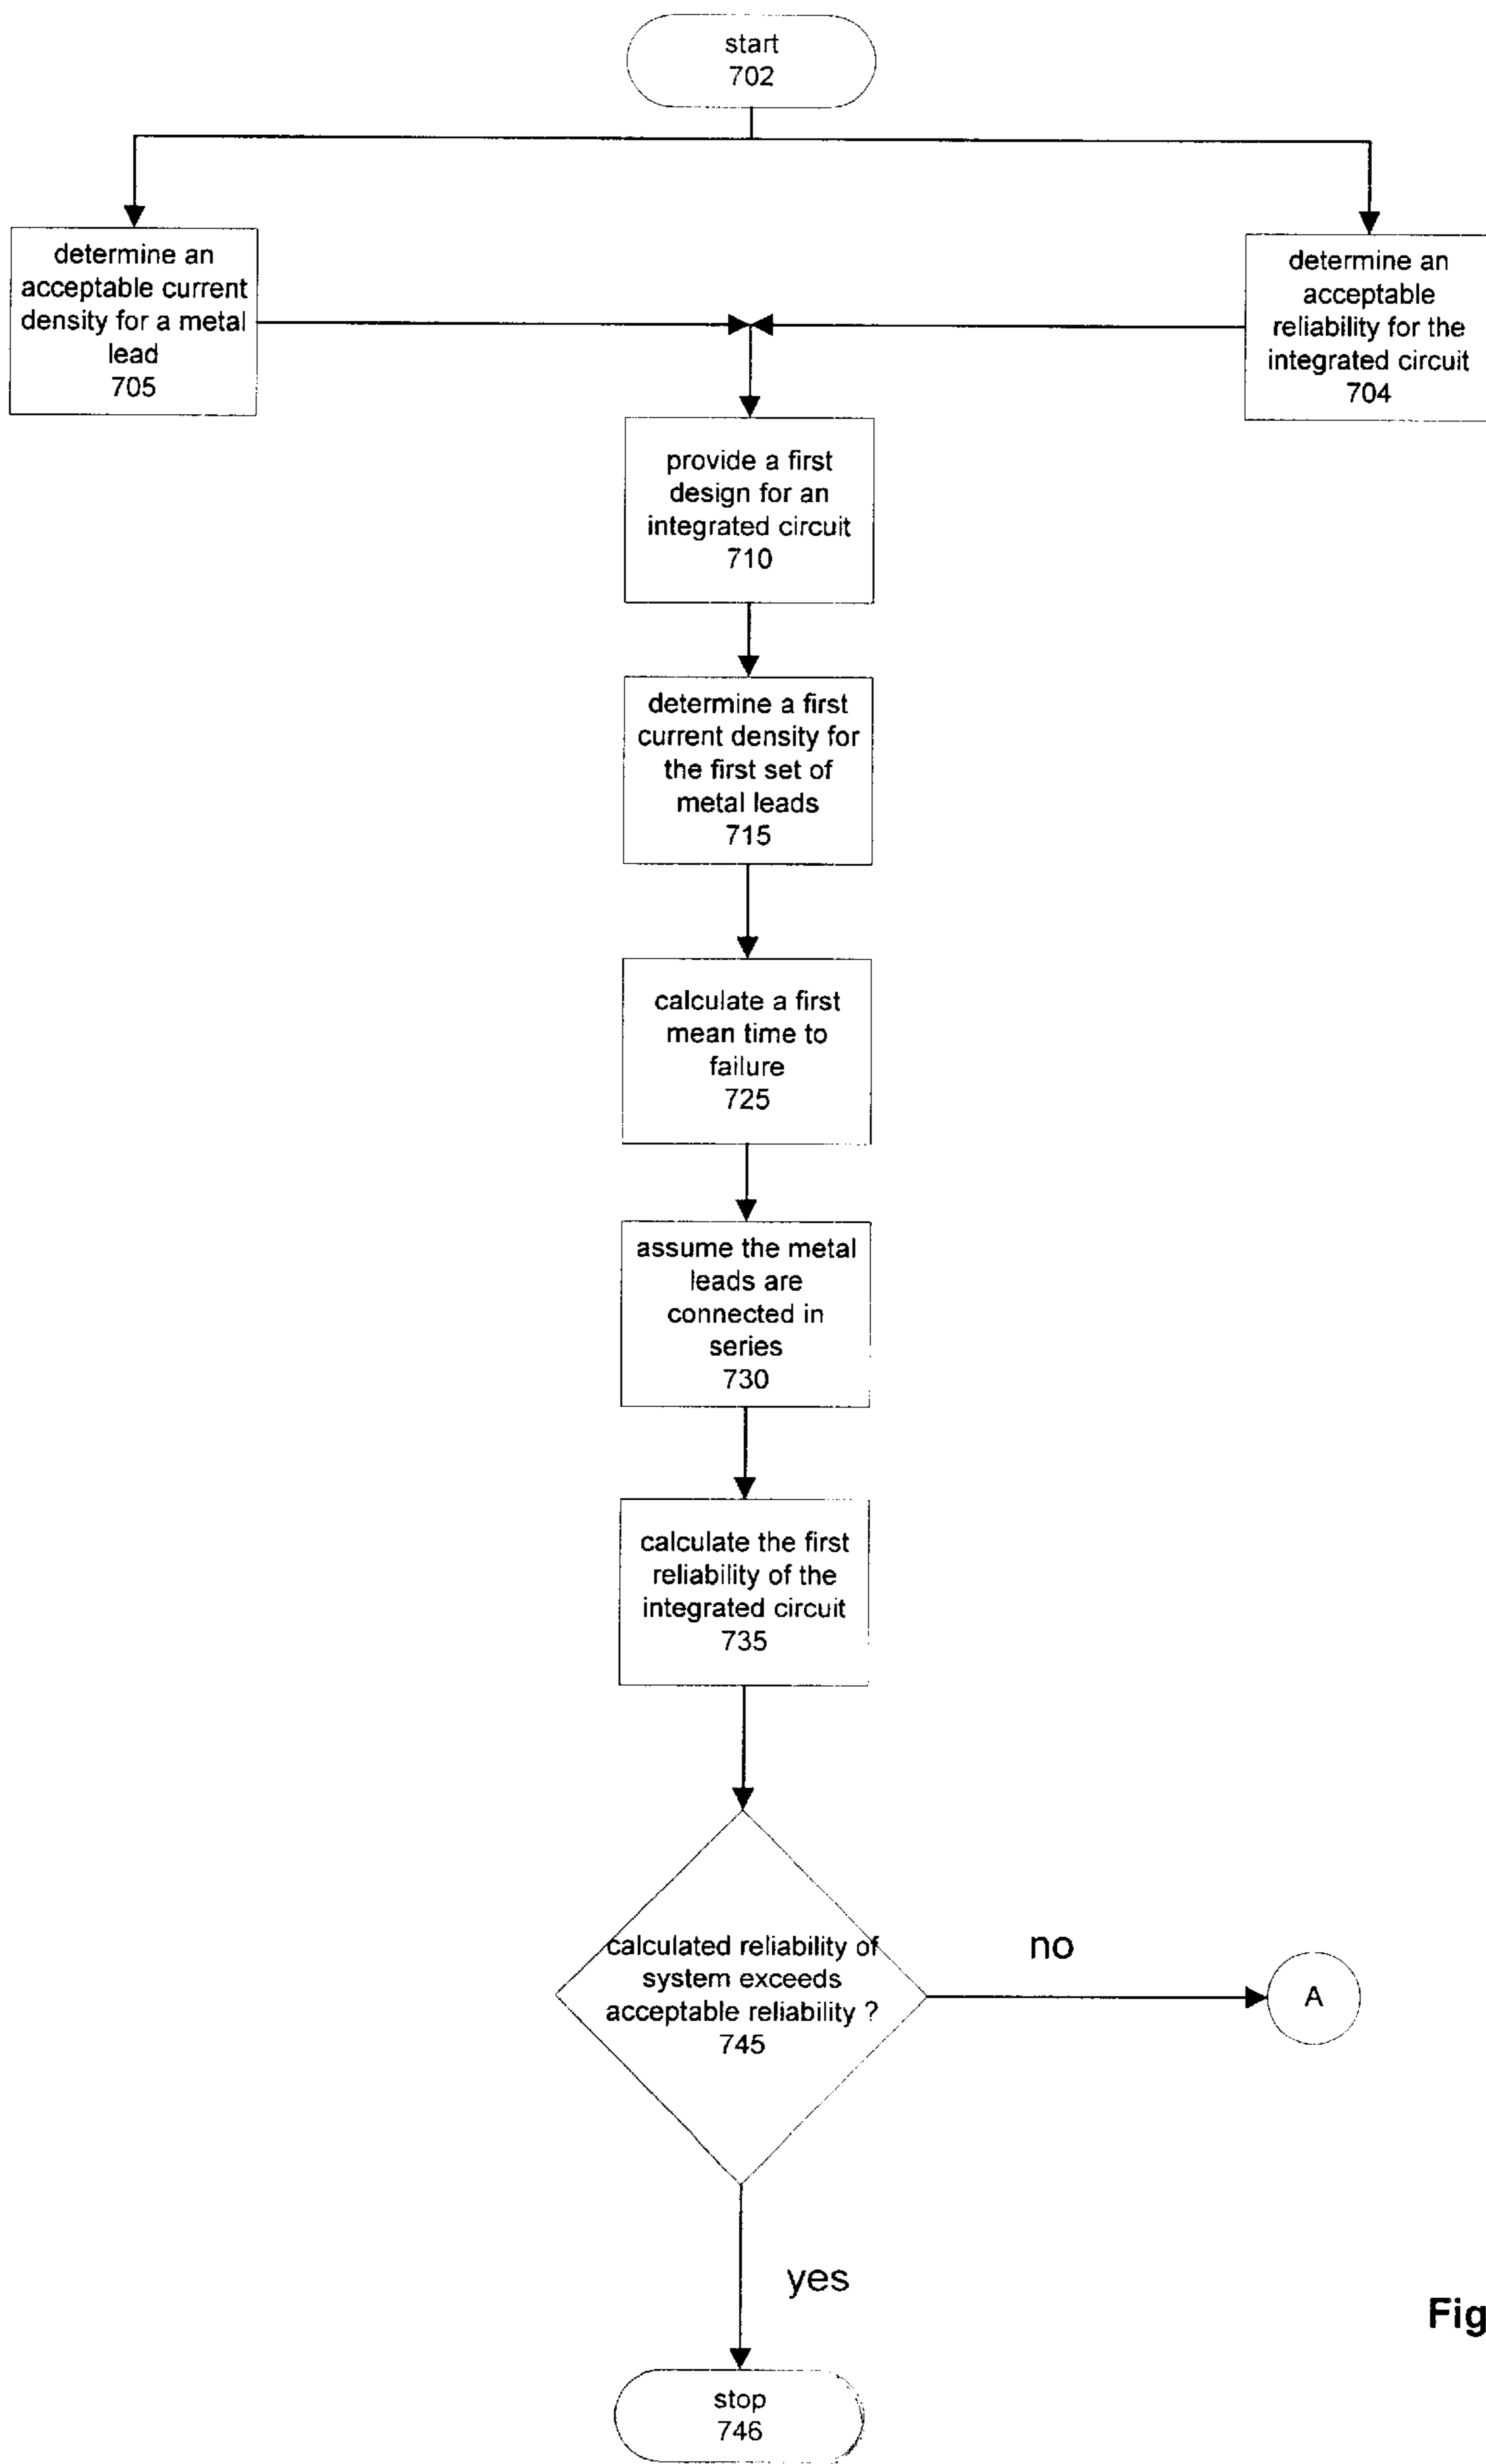 start
702
determine an
acceptable current
density for a metal
lead
705
determine an
acceptable
reliability for the
integrated circuit
704
provide a first
design for an
integrated circuit
710
determine a first
current density for
the first set of
metal leads
715
calculate a first
mean time to
failure
725
assume the metal
leads are
connected in
series
730
calculate the first
reliability of the
integrated circuit
735
calculated reliability of
system exceeds
acceptable reliability ?
745
no
A
yes
Fig
stop
746